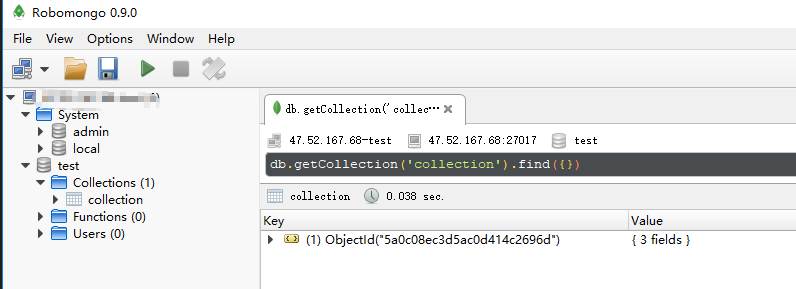 Robomongo 0.9.0
File View Options Window Help
System
admin
local
test
Collections (1)
collection
Functions (0)
Users (0)
db.getCollection('collec⋯
47.52.167.68-test 47.52.167.68:27017 test
db.getCollection('collection').find({})
collection 0.038 sec.
Key Value
(1) ObjectId("5a0c08ec3d5ac0d414c2696d") { 3 fields }